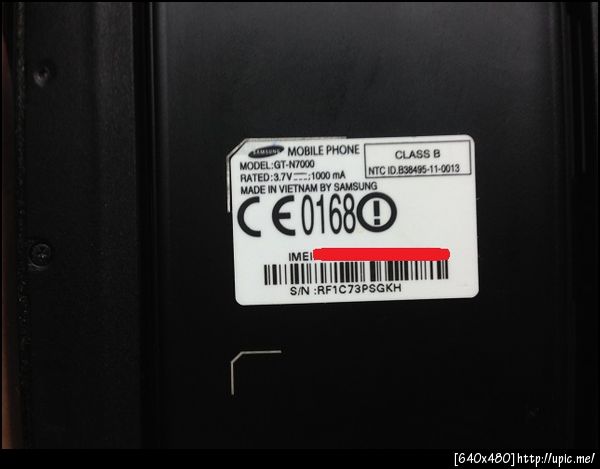 SAMSUNG MOBILE PHONE
MODEL:GT-N7000
RATED: 3.7V⎓;1000 mA
MADE IN VIETNAM BY SAMSUNG
CLASS B
NTC ID.B38495-11-0013
CE0168!
IMEI
S/N :RF1C73PSGKH
[640x480]http://upic.me/